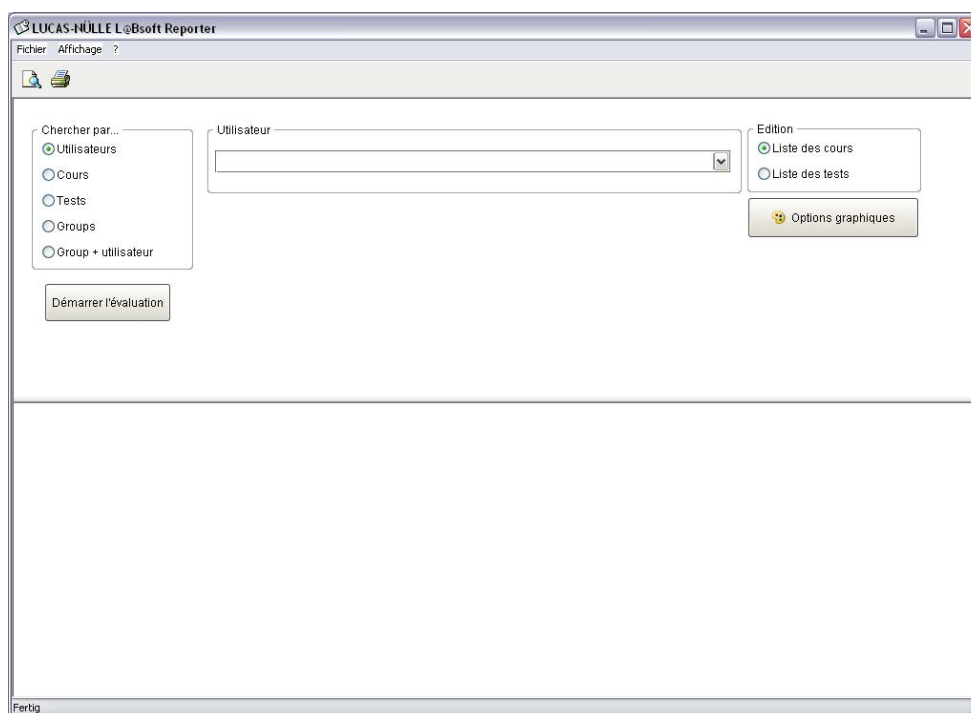 LUCAS-NÜLLE L@Bsoft Reporter
Fichier Affichage ?
Chercher par...
Utilisateurs
Cours
Tests
Groups
Group + utilisateur
Démarrer l'évaluation
Utilisateur
Edition
Liste des cours
Liste des tests
Options graphiques
Fertig